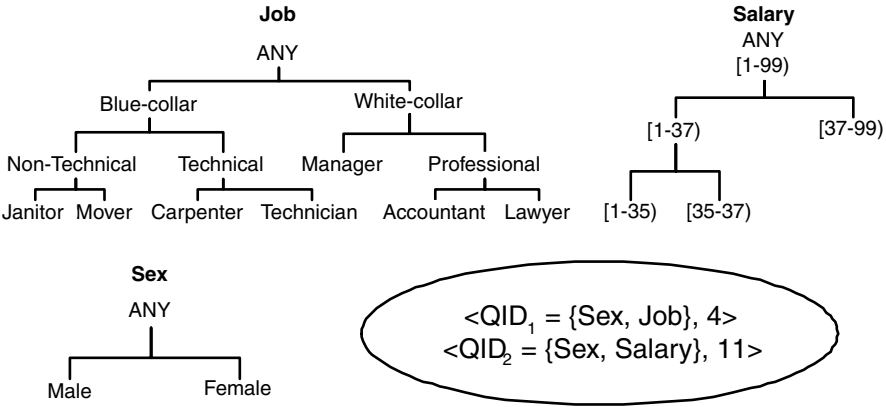 Job
ANY
Blue-collar White-collar
Non-Technical Technical Manager Professional
Janitor Mover Carpenter Technician Accountant Lawyer
Salary
ANY
[1-99)
[1-37) [37-99)
[1-35) [35-37)
Sex
ANY
Male Female
<QID1 = {Sex, Job}, 4>
<QID2 = {Sex, Salary}, 11>